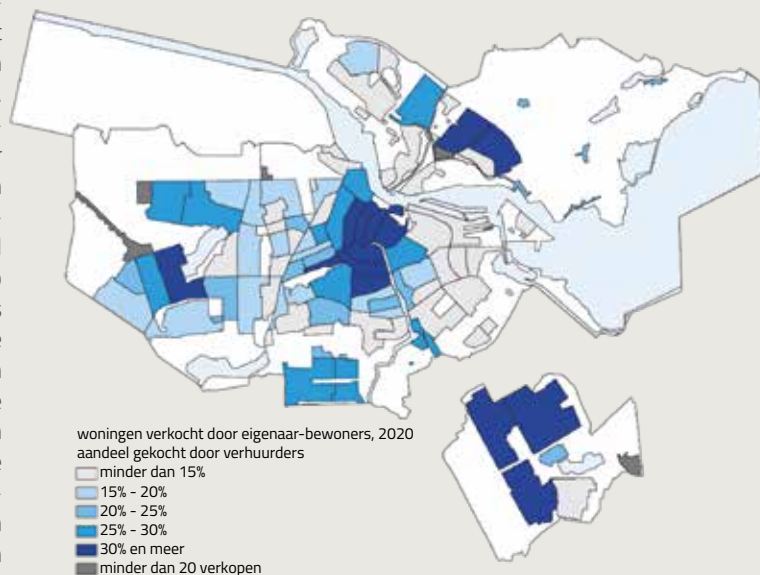 woningen verkocht door eigenaar-bewoners, 2020
aandeel gekocht door verhuurders
minder dan 15%
15% - 20%
20% - 25%
25% - 30%
30% en meer
minder dan 20 verkopen